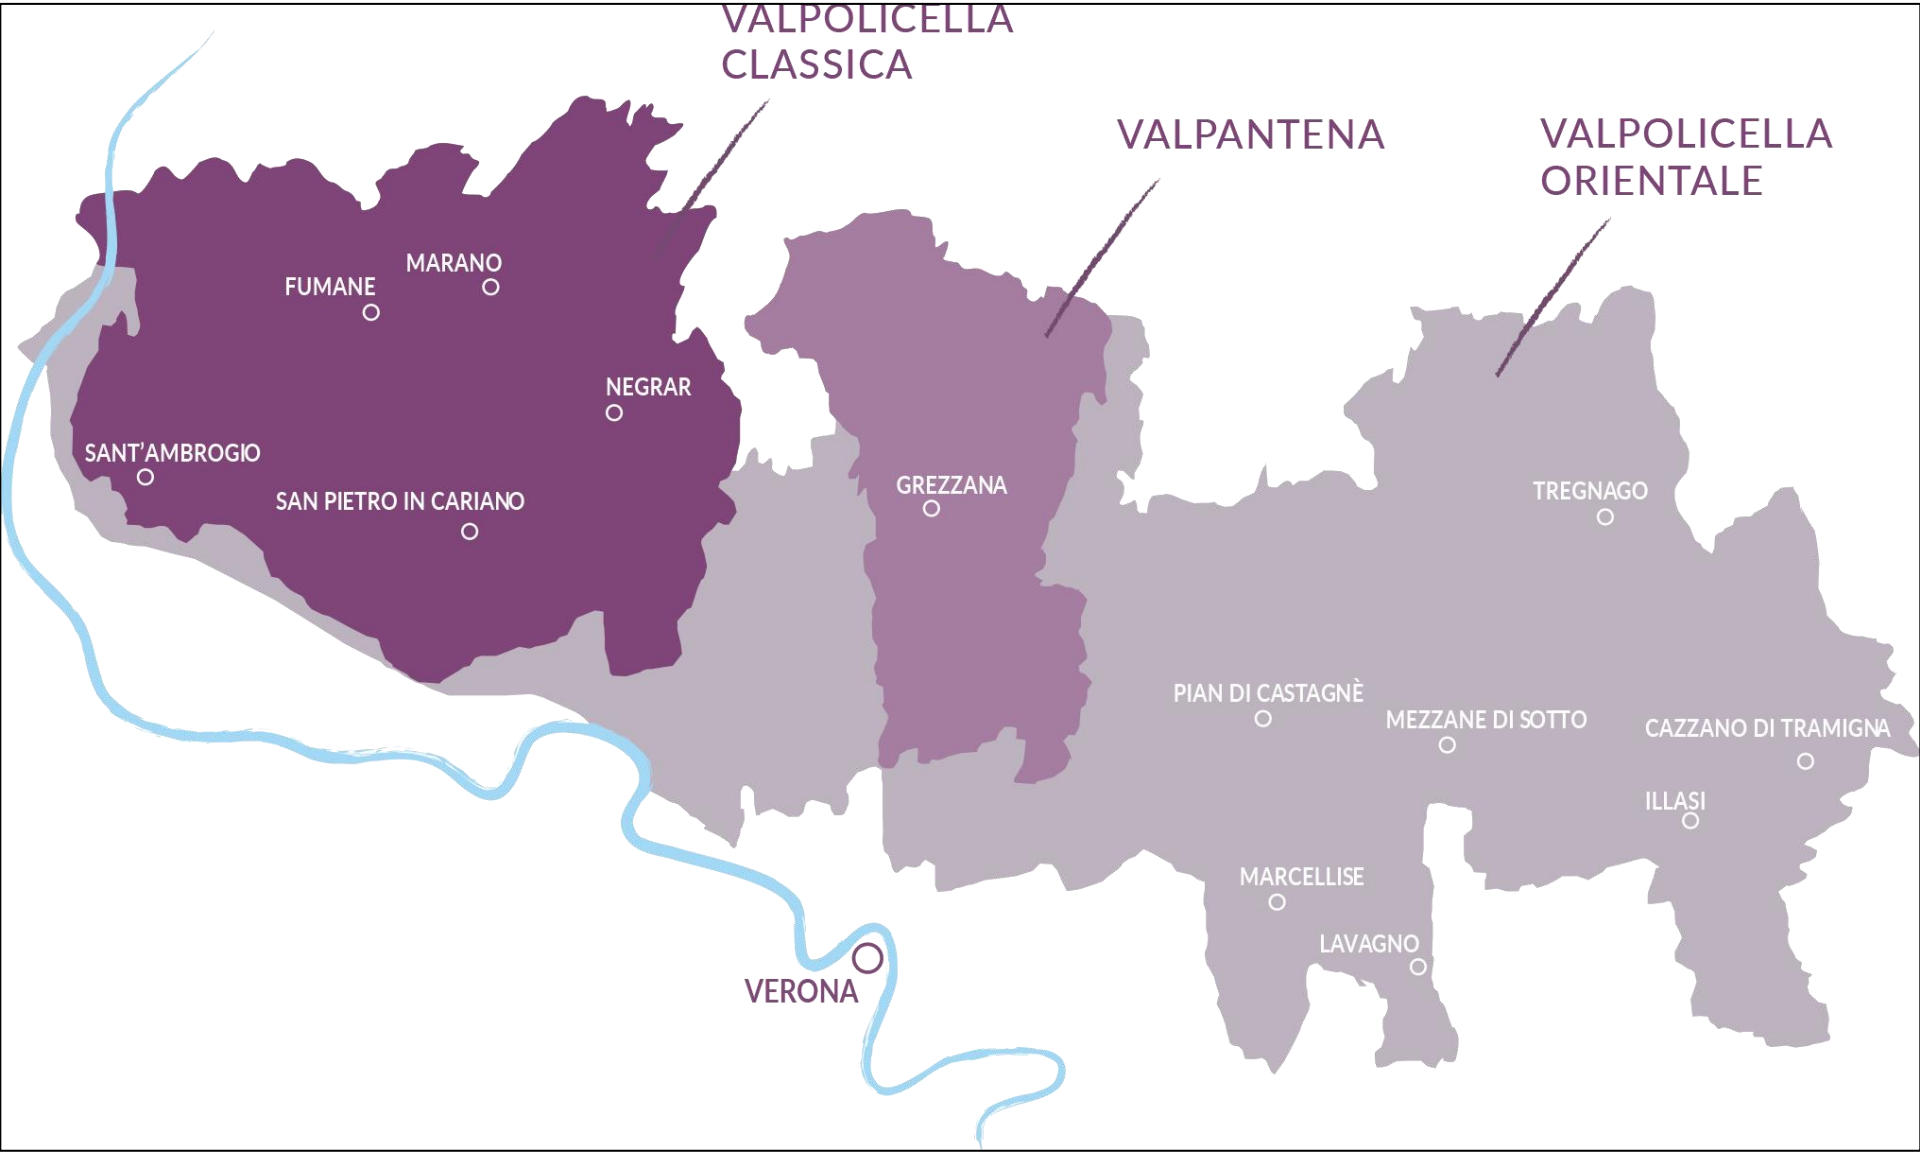 VALPOLICELLA
CLASSICA
VALPANTENA
VALPOLICELLA
ORIENTALE
MARANO
FUMANE
NEGRAR
SANT’AMBROGIO
SAN PIETRO IN CARIANO
GREZZANA
TREGNAGO
PIAN DI CASTAGNÈ
MEZZANE DI SOTTO
CAZZANO DI TRAMIGNA
ILLASI
MARCELLISE
LAVAGNO
VERONA